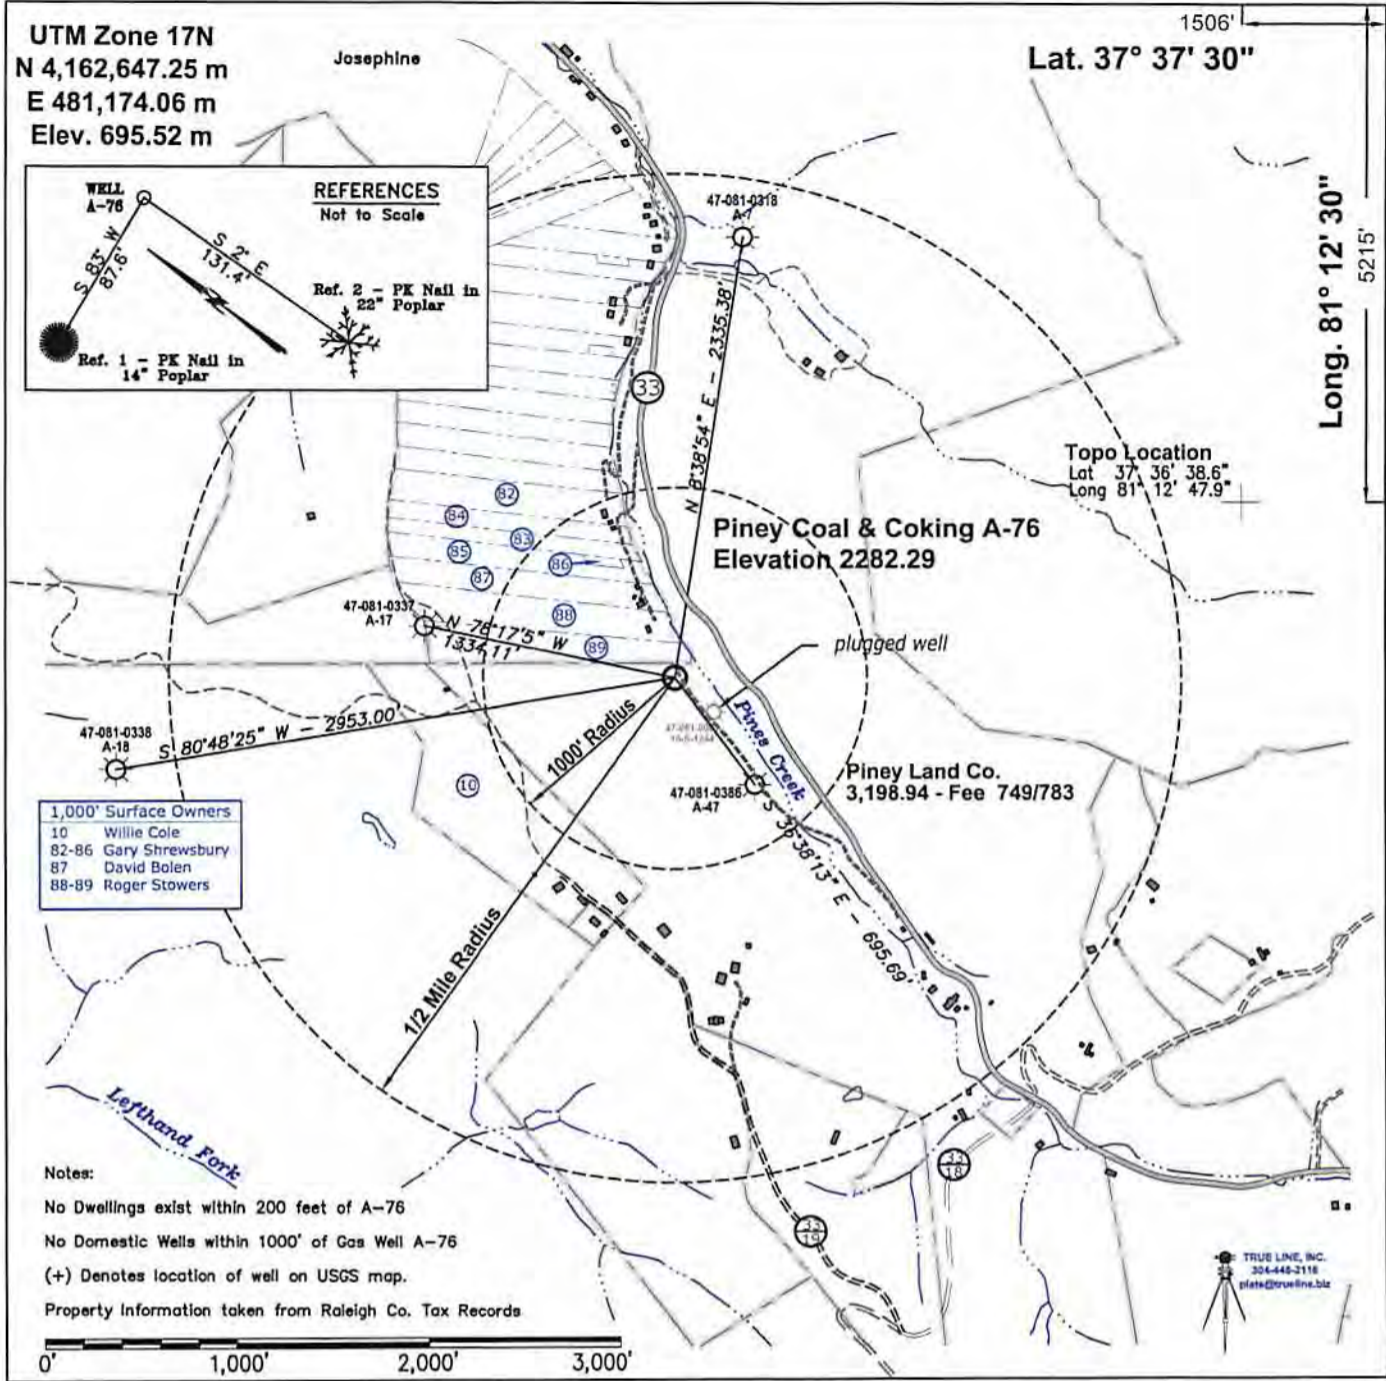 UTM Zone 17N
N 4,162,647.25 m
E 481,174.06 m
Elev. 695.52 m
Josephine
1506'
Lat. 37° 37' 30"
Long. 81° 12' 30"
5215'
REFERENCES
Not to Scale
WELL
A-76
S 83° W
87.6'
S 2° E
131.4'
Ref. 2 - PK Nail in
22" Poplar
Ref. 1 - PK Nail in
14" Poplar
47-081-0318
A-7
N 8°38'54" E - 2335.38'
33
Topo Location
Lat 37° 36' 38.6"
Long 81° 12' 47.9"
82
84
83
85
86
87
88
89
Piney Coal & Coking A-76
Elevation 2282.29
plugged well
47-081-0337
A-17
N 78°17'5" W
1334.11'
47-081-0338
A-18
S 80°48'25" W - 2953.00'
1000' Radius
Pines Creek
47-081-0386
A-47
Piney Land Co.
3,198.94 - Fee 749/783
10
1,000' Surface Owners
10 Willie Cole
82-86 Gary Shrewsbury
87 David Bolen
88-89 Roger Stowers
1/2 Mile Radius
Lefthand Fork
33
18
33
19
Notes:
No Dwellings exist within 200 feet of A-76
No Domestic Wells within 1000' of Gas Well A-76
(+) Denotes location of well on USGS map.
Property Information taken from Raleigh Co. Tax Records
TRUE LINE, INC.
304-448-2116
plats@trueline.biz
0' 1,000' 2,000' 3,000'